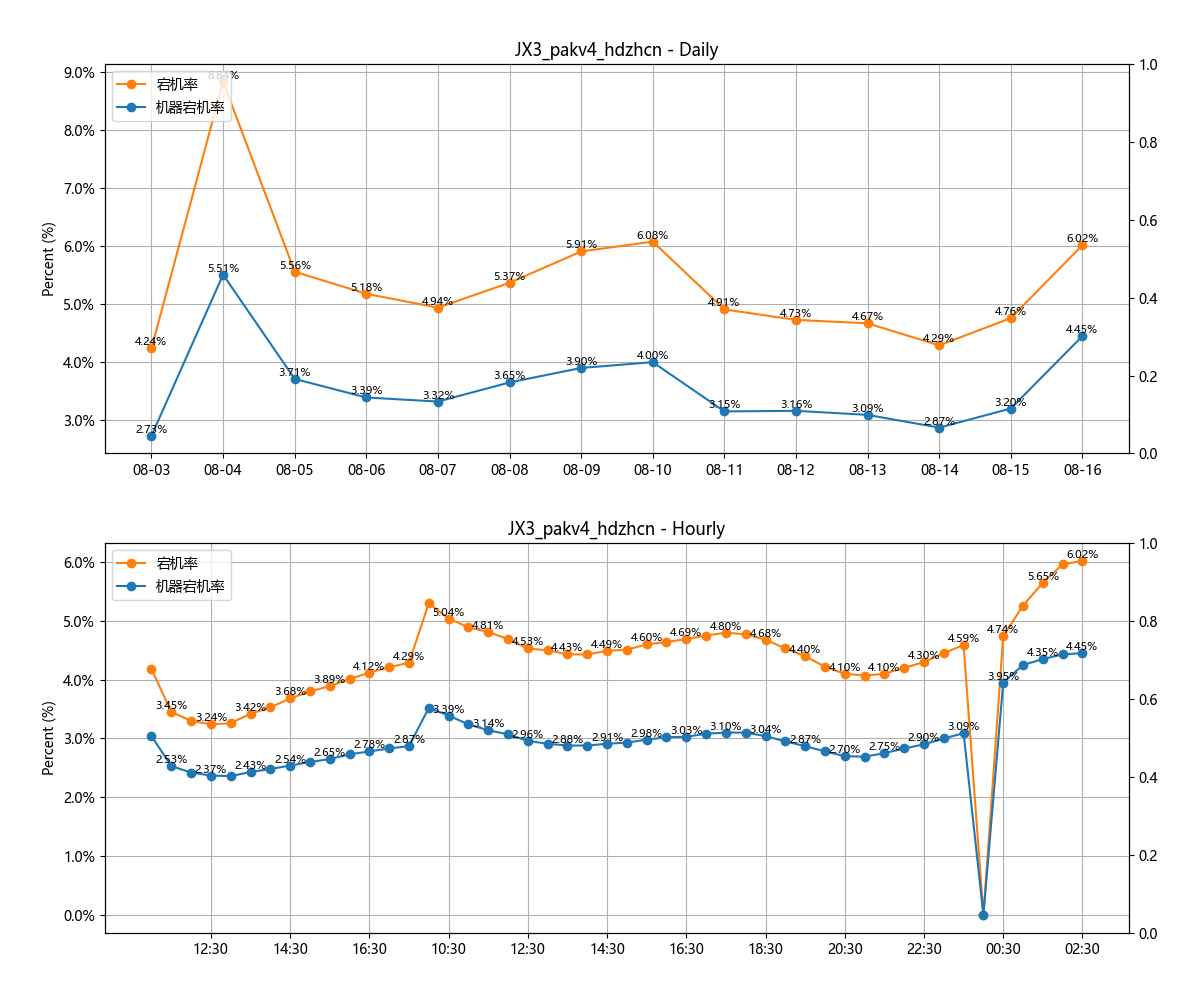 JX3_pakv4_hdzhcn - Daily
宕机率
机器宕机率
Percent (%)
9.0%
8.0%
7.0%
6.0%
5.0%
4.0%
3.0%
1.0
0.8
0.6
0.4
0.2
0.0
4.24% 8.84% 5.56% 5.18% 4.94% 5.37% 5.91% 6.08% 4.91% 4.73% 4.67% 4.29% 4.76% 6.02%
2.73% 5.51% 3.71% 3.39% 3.32% 3.65% 3.90% 4.00% 3.15% 3.16% 3.09% 2.87% 3.20% 4.45%
08-03 08-04 08-05 08-06 08-07 08-08 08-09 08-10 08-11 08-12 08-13 08-14 08-15 08-16
JX3_pakv4_hdzhcn - Hourly
宕机率
机器宕机率
Percent (%)
6.0%
5.0%
4.0%
3.0%
2.0%
1.0%
0.0%
1.0
0.8
0.6
0.4
0.2
0.0
3.45% 3.24% 3.42% 3.68% 3.89% 4.12% 4.29% 5.04% 4.81% 4.53% 4.43% 4.49% 4.60% 4.69% 4.80% 4.68% 4.40% 4.10% 4.10% 4.30% 4.59% 4.74% 5.65% 6.02%
2.53% 2.37% 2.43% 2.54% 2.65% 2.78% 2.87% 3.39% 3.14% 2.96% 2.88% 2.91% 2.98% 3.03% 3.10% 3.04% 2.87% 2.70% 2.75% 2.90% 3.09% 3.95% 4.35% 4.45%
12:30 14:30 16:30 10:30 12:30 14:30 16:30 18:30 20:30 22:30 00:30 02:30